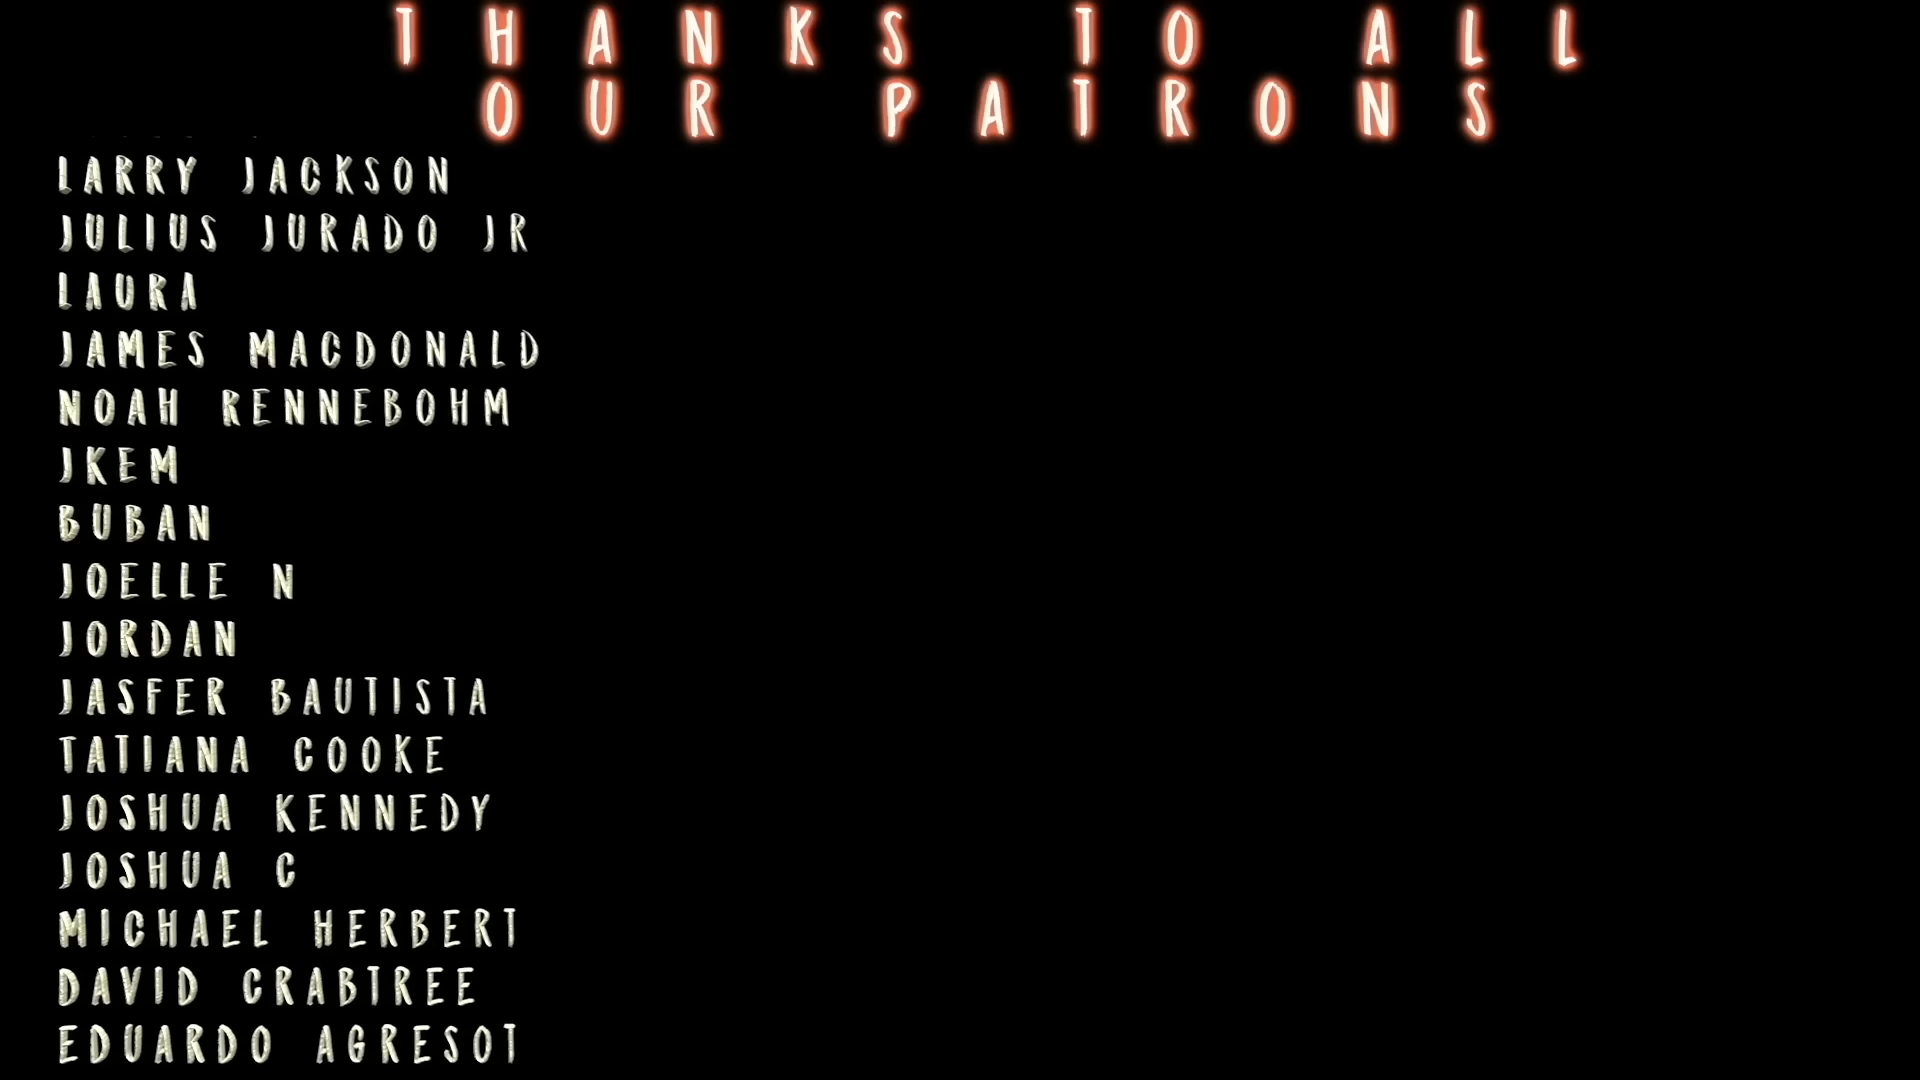 THANKS TO ALL
OUR PATRONS
LARRY JACKSON
JULIUS JURADO JR
LAURA
JAMES MACDONALD
NOAH RENNEBOHM
JKEM
BUBAN
JOELLE N
JORDAN
JASFER BAUTISTA
TATIANA COOKE
JOSHUA KENNEDY
JOSHUA C
MICHAEL HERBERT
DAVID CRABTREE
EDUARDO AGRESOT